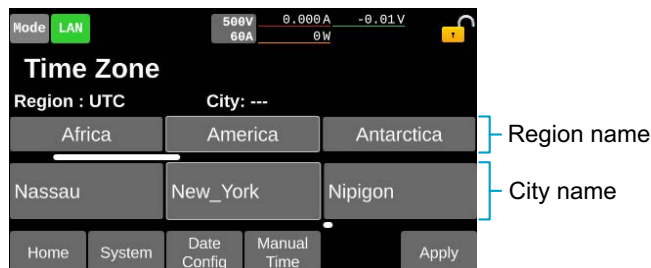 Mode LAN 500V 0.000A -0.01V
60A 0W
Time Zone
Region : UTC City: ---
Africa America Antarctica Region name
Nassau New_York Nipigon City name
Home System Date Config Manual Time Apply